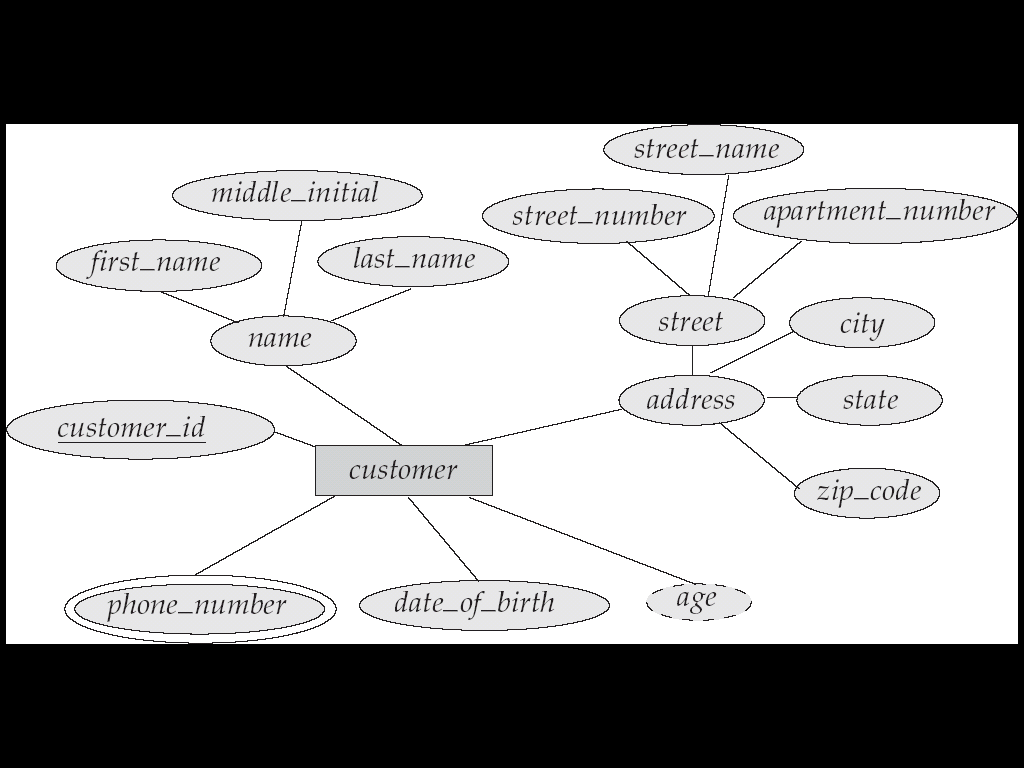 street_name
middle_initial
street_number
apartment_number
first_name
last_name
street
city
name
address
state
customer_id
customer
zip_code
phone_number
date_of_birth
age